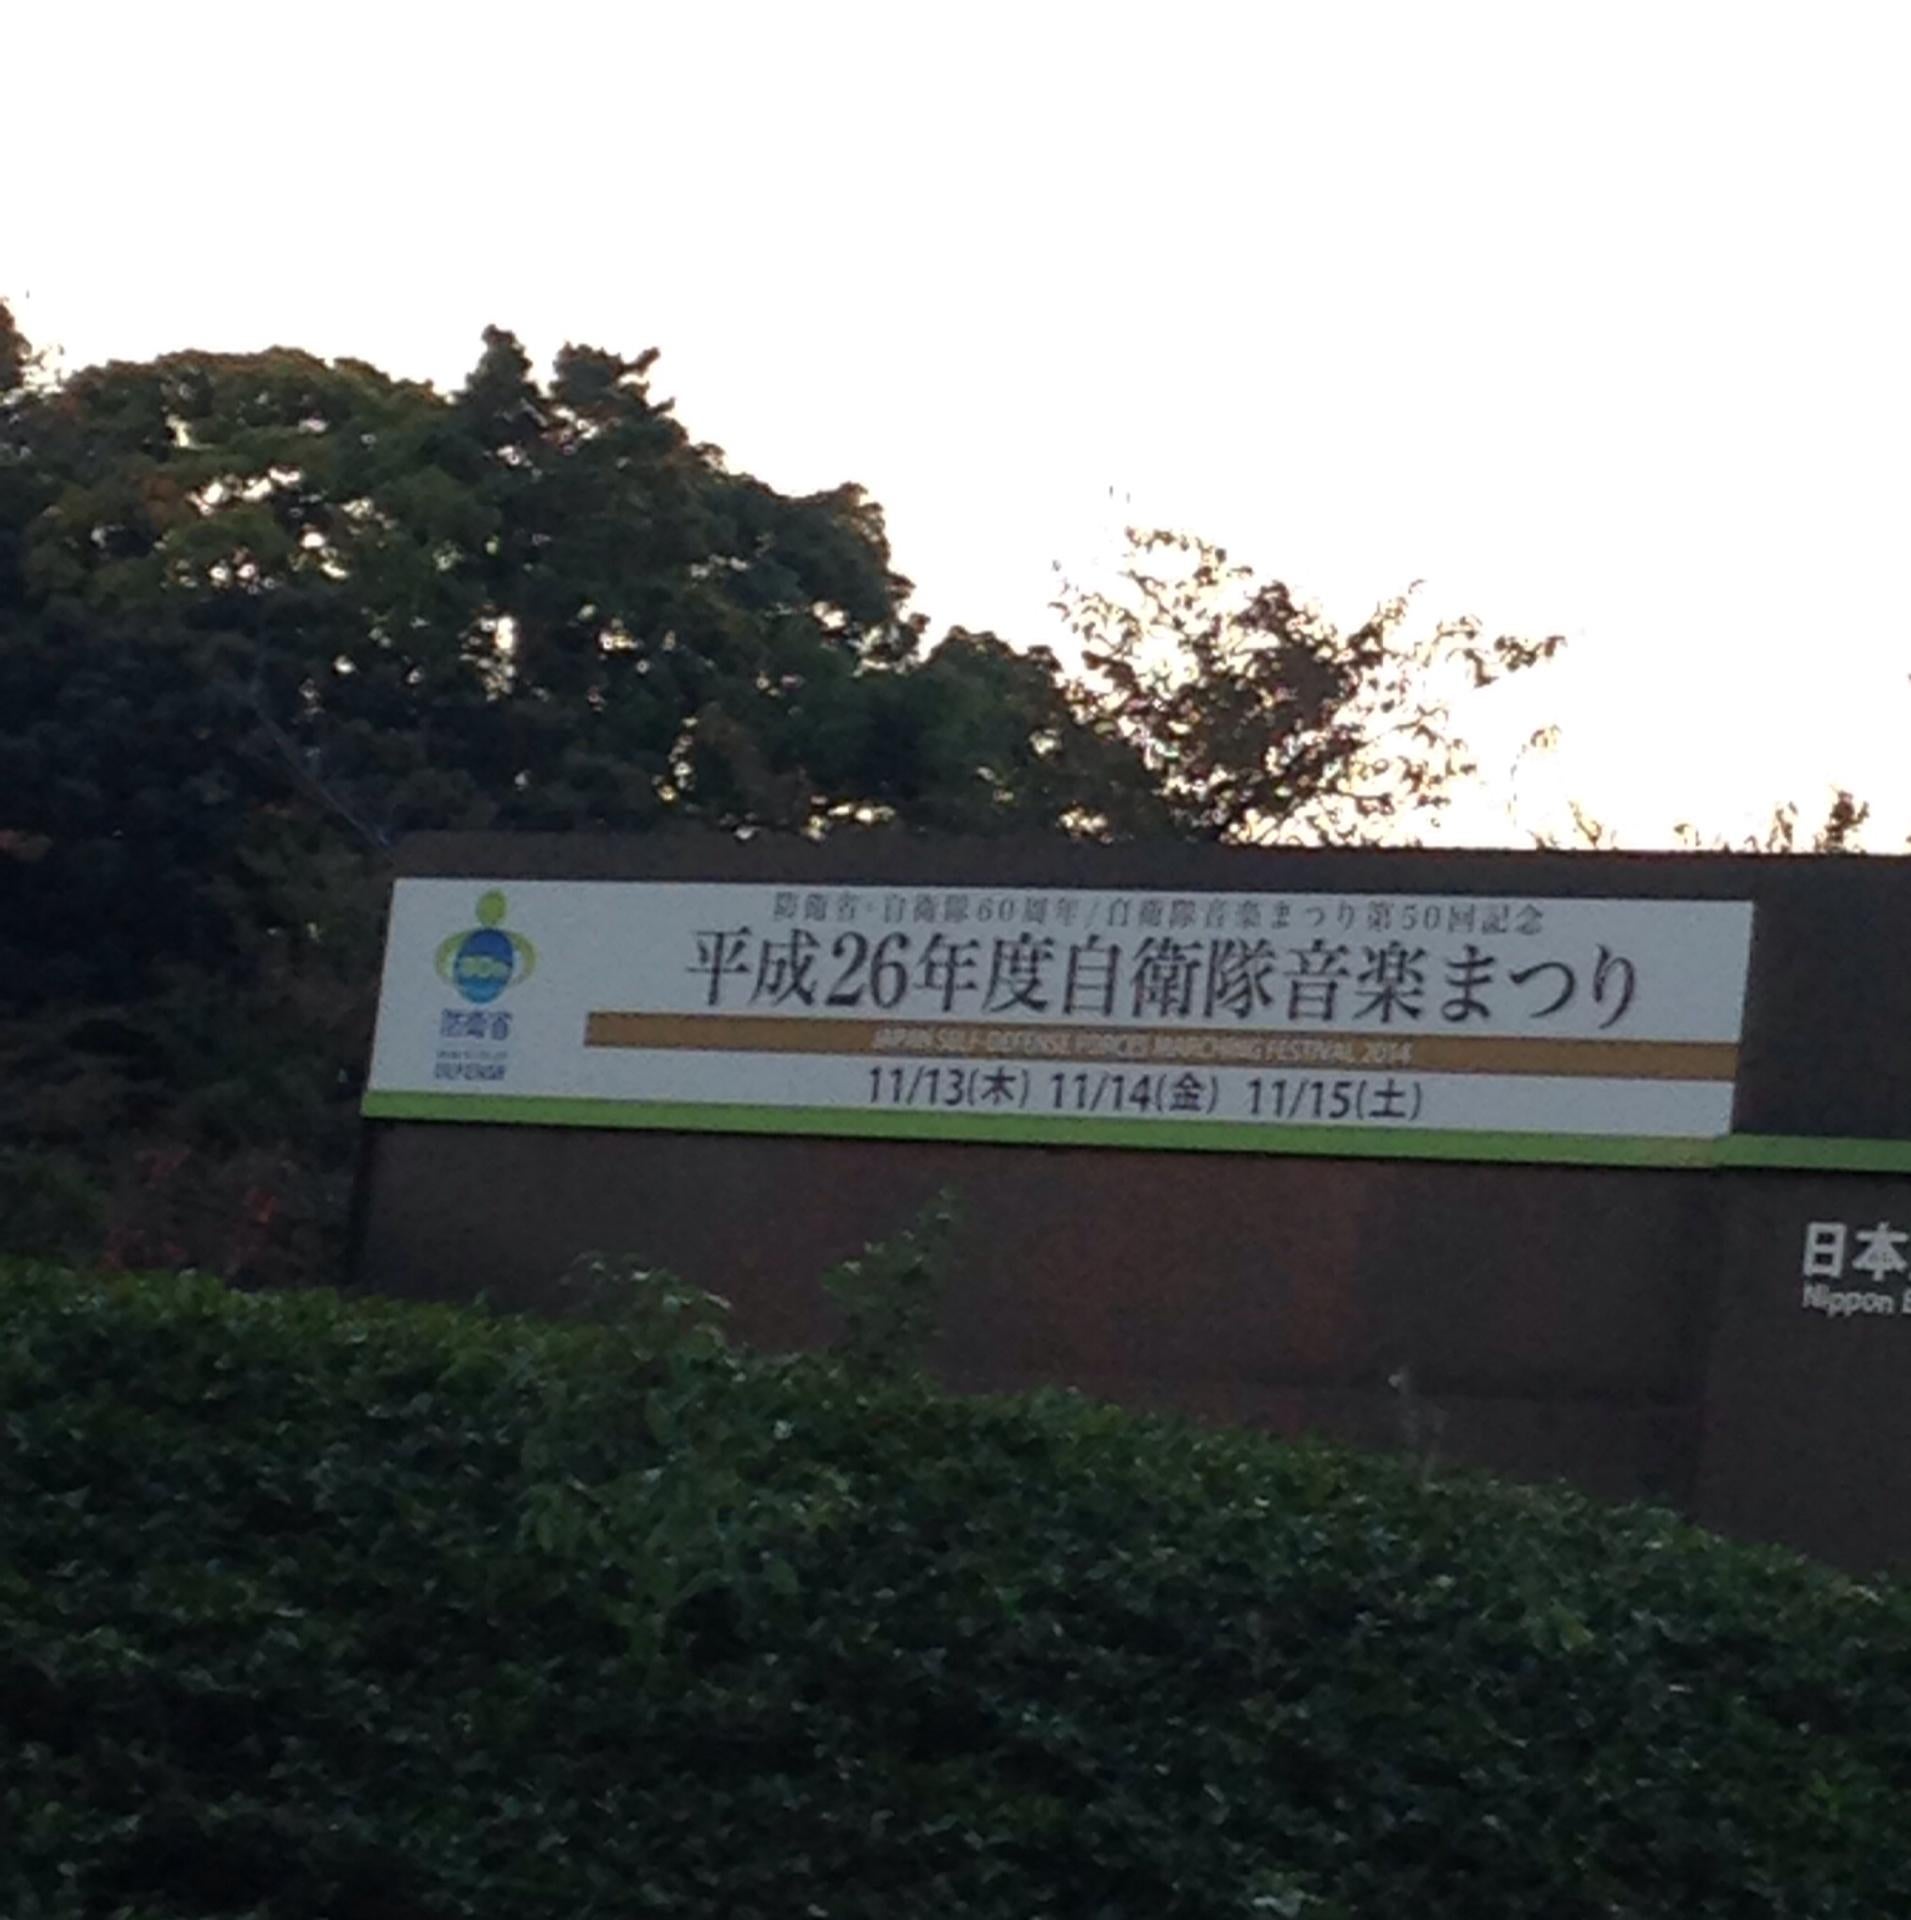 防衛省・自衛隊60周年/自衛隊音楽まつり第50回記念
平成26年度自衛隊音楽まつり
JAPAN SELF-DEFENSE FORCES MARCHING FESTIVAL 2014
11/13(木) 11/14(金) 11/15(土)
防衛省
DEFENSE
日本
Nippon